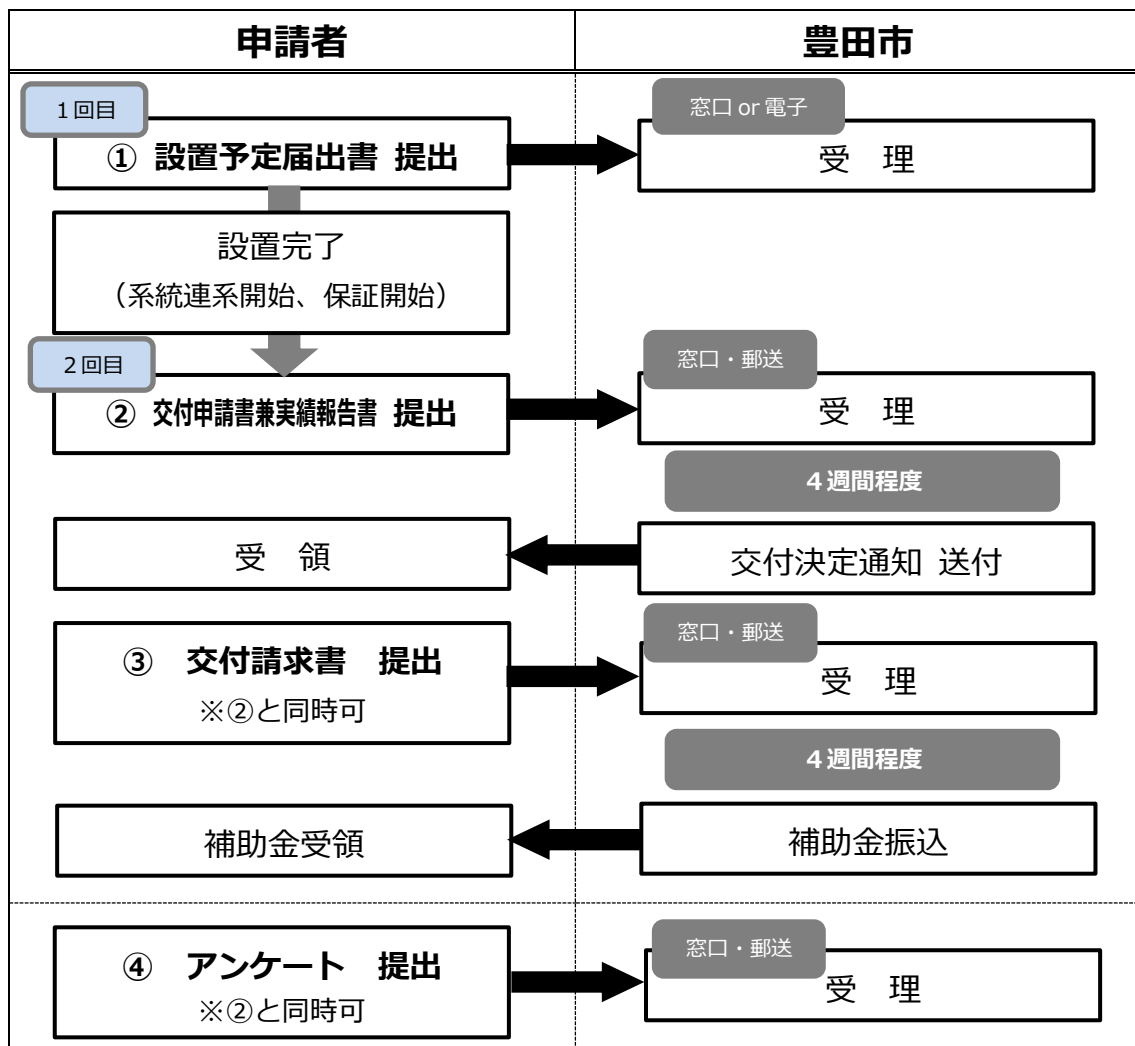 申請者
豊田市
1回目
窓口 or 電子
① 設置予定届出書 提出
受 理
設置完了
（系統連系開始、保証開始）
2回目
窓口・郵送
② 交付申請書兼実績報告書 提出
受 理
4週間程度
受 領
交付決定通知 送付
窓口・郵送
③ 交付請求書 提出
※②と同時可
受 理
4週間程度
補助金受領
補助金振込
窓口・郵送
④ アンケート 提出
※②と同時可
受 理